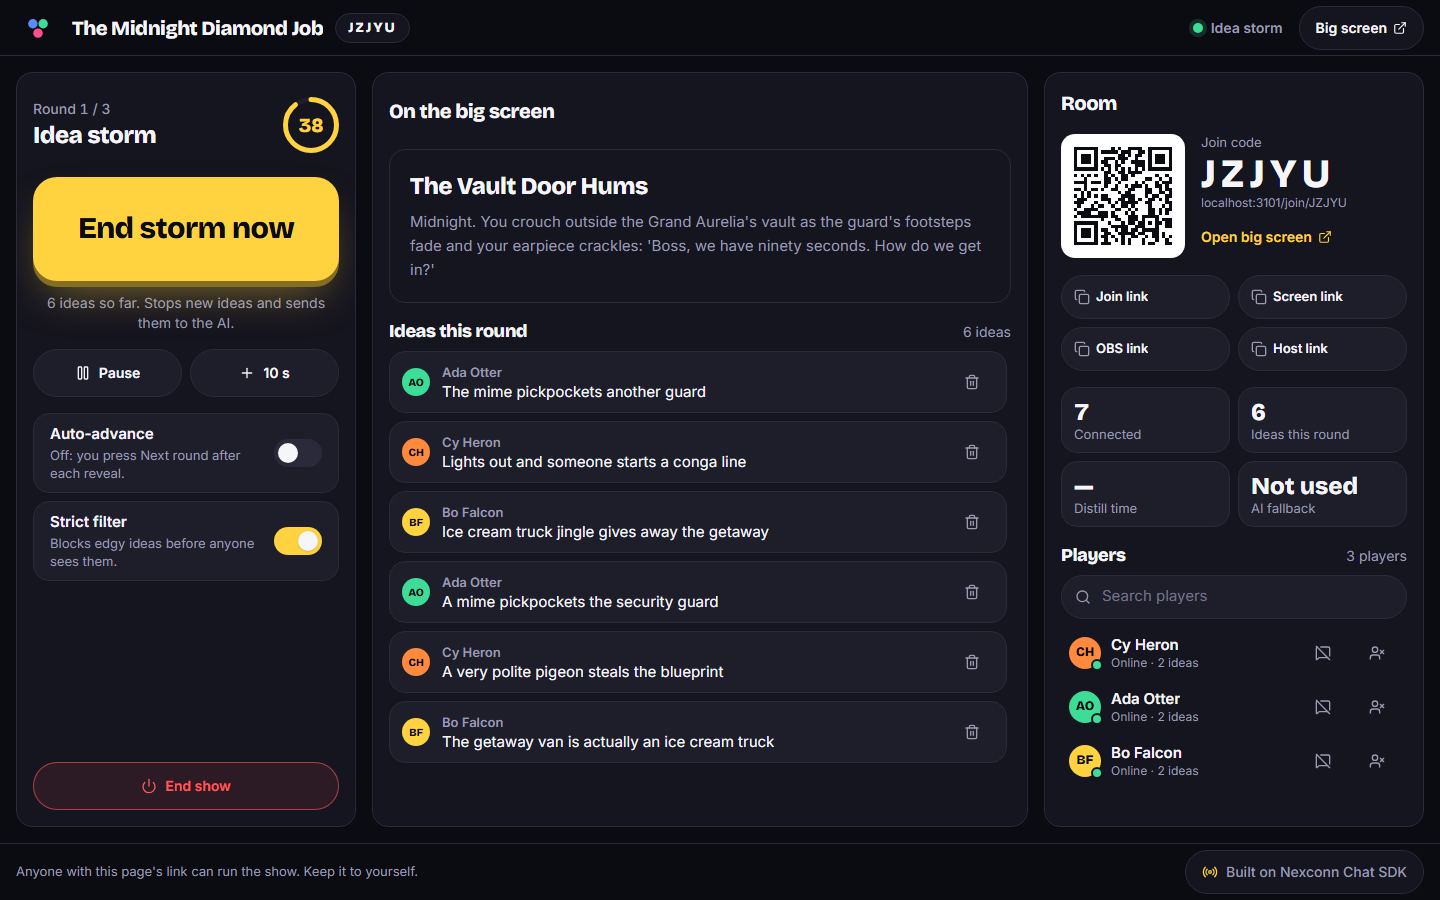 The Midnight Diamond Job
JZJYU
Idea storm
Big screen
Round 1 / 3
Idea storm
38
End storm now
6 ideas so far. Stops new ideas and sends
them to the AI.
Pause
10 s
Auto-advance
Off: you press Next round after
each reveal.
Strict filter
Blocks edgy ideas before anyone
sees them.
End show
On the big screen
The Vault Door Hums
Midnight. You crouch outside the Grand Aurelia's vault as the guard's footsteps
fade and your earpiece crackles: 'Boss, we have ninety seconds. How do we get
in?'
Ideas this round
6 ideas
AO
Ada Otter
The mime pickpockets another guard
CH
Cy Heron
Lights out and someone starts a conga line
BF
Bo Falcon
Ice cream truck jingle gives away the getaway
AO
Ada Otter
A mime pickpockets the security guard
CH
Cy Heron
A very polite pigeon steals the blueprint
BF
Bo Falcon
The getaway van is actually an ice cream truck
Room
Join code
JZJYU
localhost:3101/join/JZJYU
Open big screen
Join link
Screen link
OBS link
Host link
7
Connected
6
Ideas this round
—
Distill time
Not used
AI fallback
Players
3 players
Search players
CH
Cy Heron
Online · 2 ideas
AO
Ada Otter
Online · 2 ideas
BF
Bo Falcon
Online · 2 ideas
Anyone with this page's link can run the show. Keep it to yourself.
Built on Nexconn Chat SDK